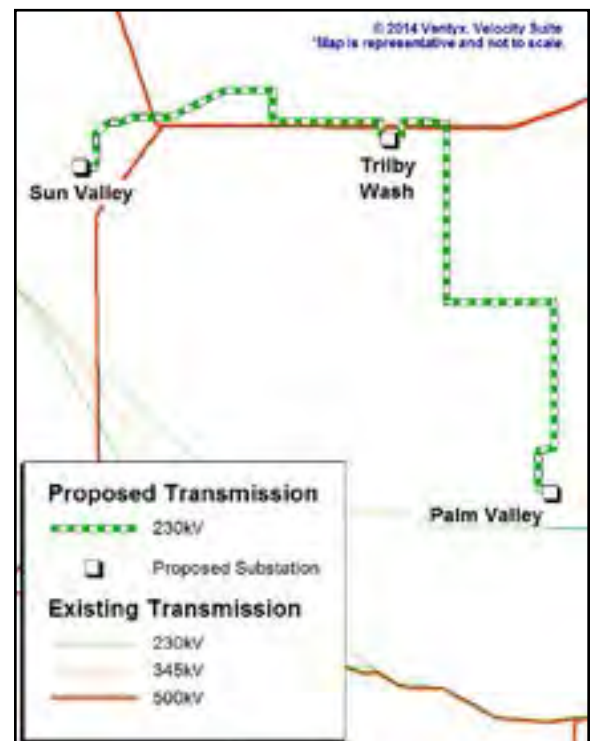 © 2014 Ventyx. Velocity Suite
*Map is representative and not to scale.
Sun Valley
Trilby
Wash
Palm Valley
Proposed Transmission
230kV
Proposed Substation
Existing Transmission
230kV
345kV
500kV